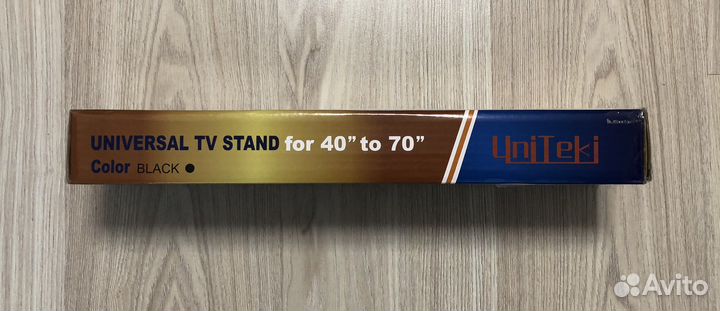 UNIVERSAL TV STAND for 40” to 70”
Color BLACK
UniTeki
Avito